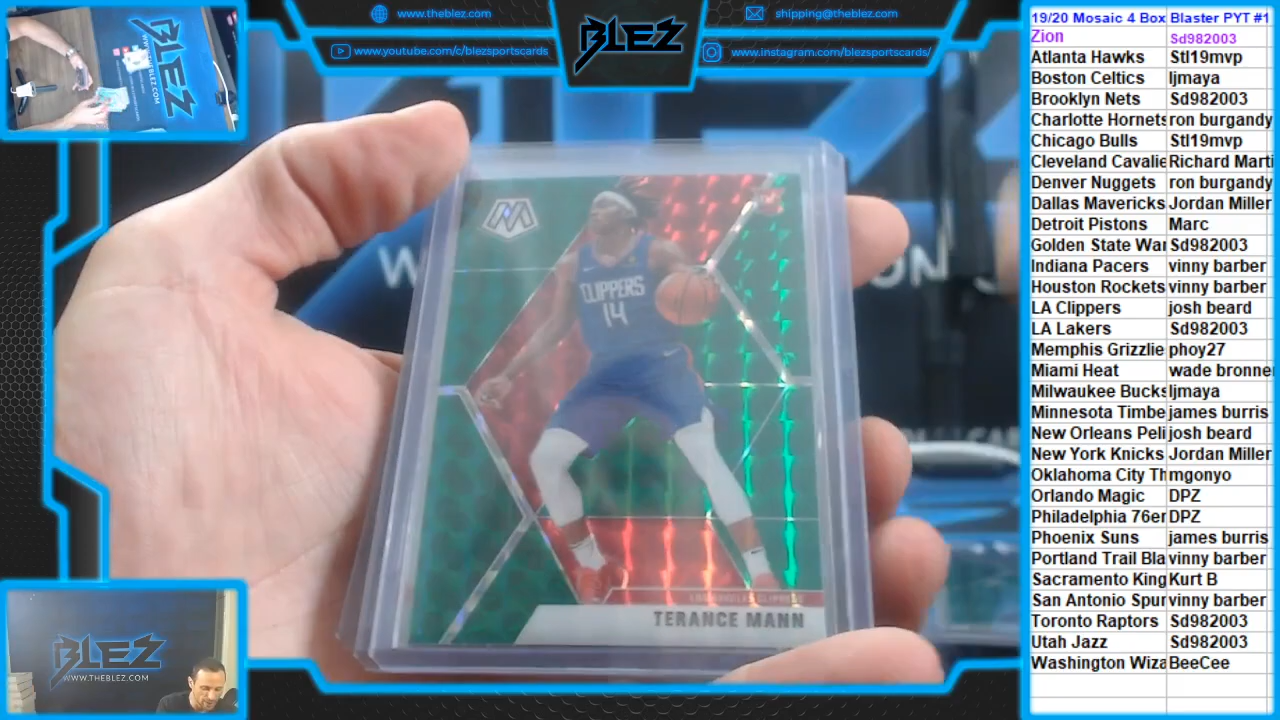 www.theblez.com
www.youtube.com/c/blezsportscards
BLEZ
shipping@theblez.com
www.instagram.com/blezsportscards/
BLEZ
CLIPPERS
14
LOS ANGELES CLIPPERS
TERANCE MANN
BLEZ
WWW.THEBLEZ.COM
19/20 Mosaic 4 Box Blaster PYT #1
Zion Sd982003
Atlanta Hawks Stl19mvp
Boston Celtics ljmaya
Brooklyn Nets Sd982003
Charlotte Hornets ron burgandy
Chicago Bulls Stl19mvp
Cleveland Cavalie Richard Marti
Denver Nuggets ron burgandy
Dallas Mavericks Jordan Miller
Detroit Pistons Marc
Golden State War Sd982003
Indiana Pacers vinny barber
Houston Rockets vinny barber
LA Clippers josh beard
LA Lakers Sd982003
Memphis Grizzlie phoy27
Miami Heat wade bronne
Milwaukee Bucks ljmaya
Minnesota Timbe james burris
New Orleans Peli josh beard
New York Knicks Jordan Miller
Oklahoma City Th mgonyo
Orlando Magic DPZ
Philadelphia 76er DPZ
Phoenix Suns james burris
Portland Trail Bla vinny barber
Sacramento King Kurt B
San Antonio Spur vinny barber
Toronto Raptors Sd982003
Utah Jazz Sd982003
Washington Wiza BeeCee